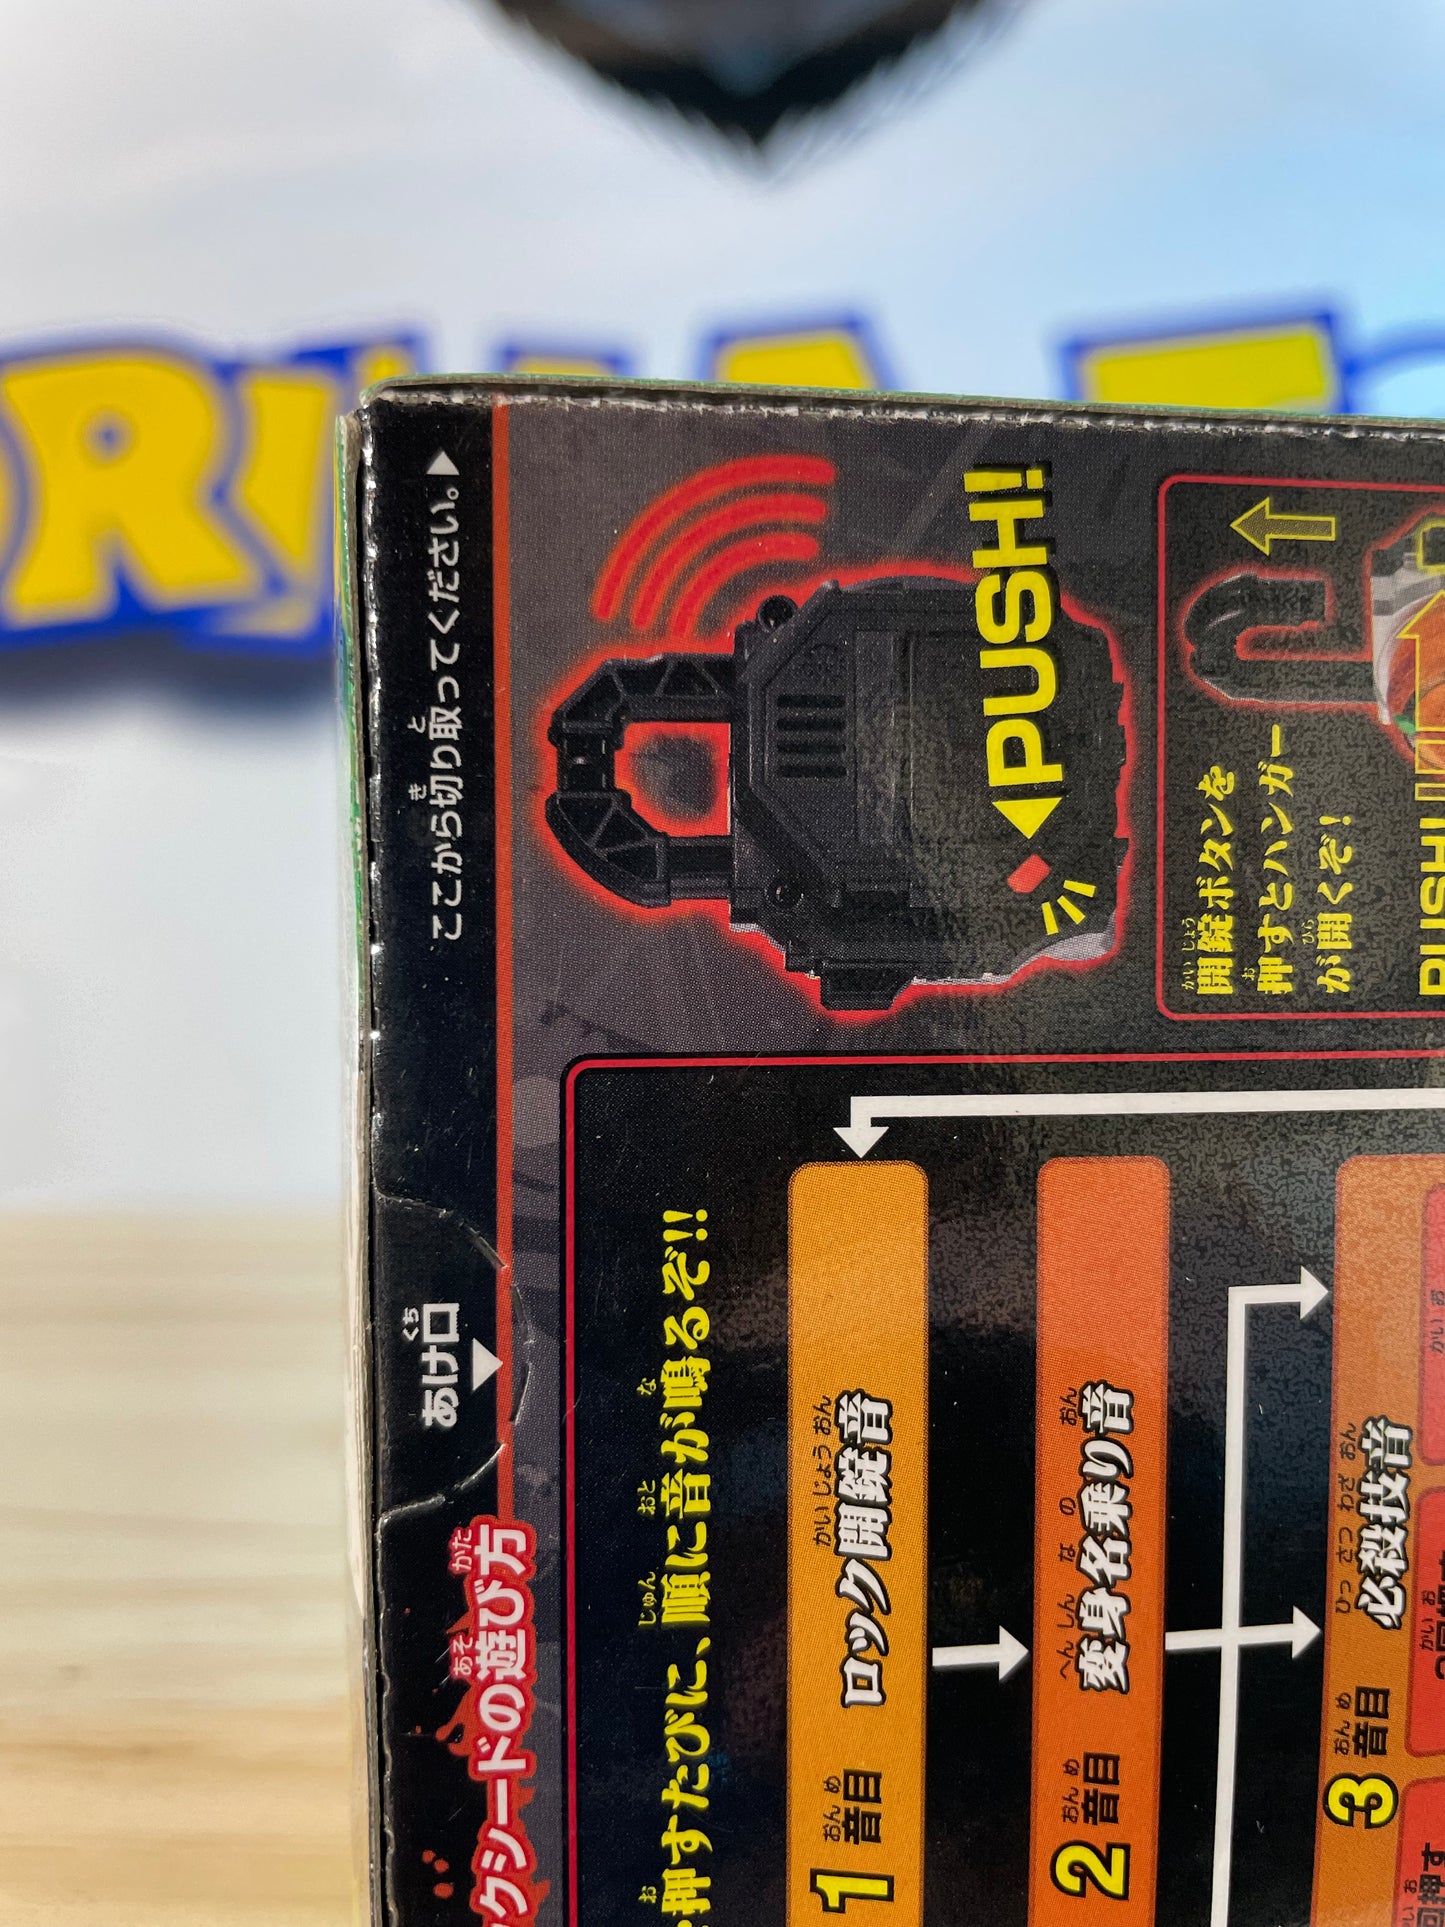 ここから切り取ってください。▶
あけ口
クシードの遊び方
PUSH!
開錠ボタンを
押すとハンガー
が開くぞ!
PUSH!
押すたびに、順に音が鳴るぞ!!
1音目 ロック開錠音
2音目 変身名乗り音
3音目 必殺技音